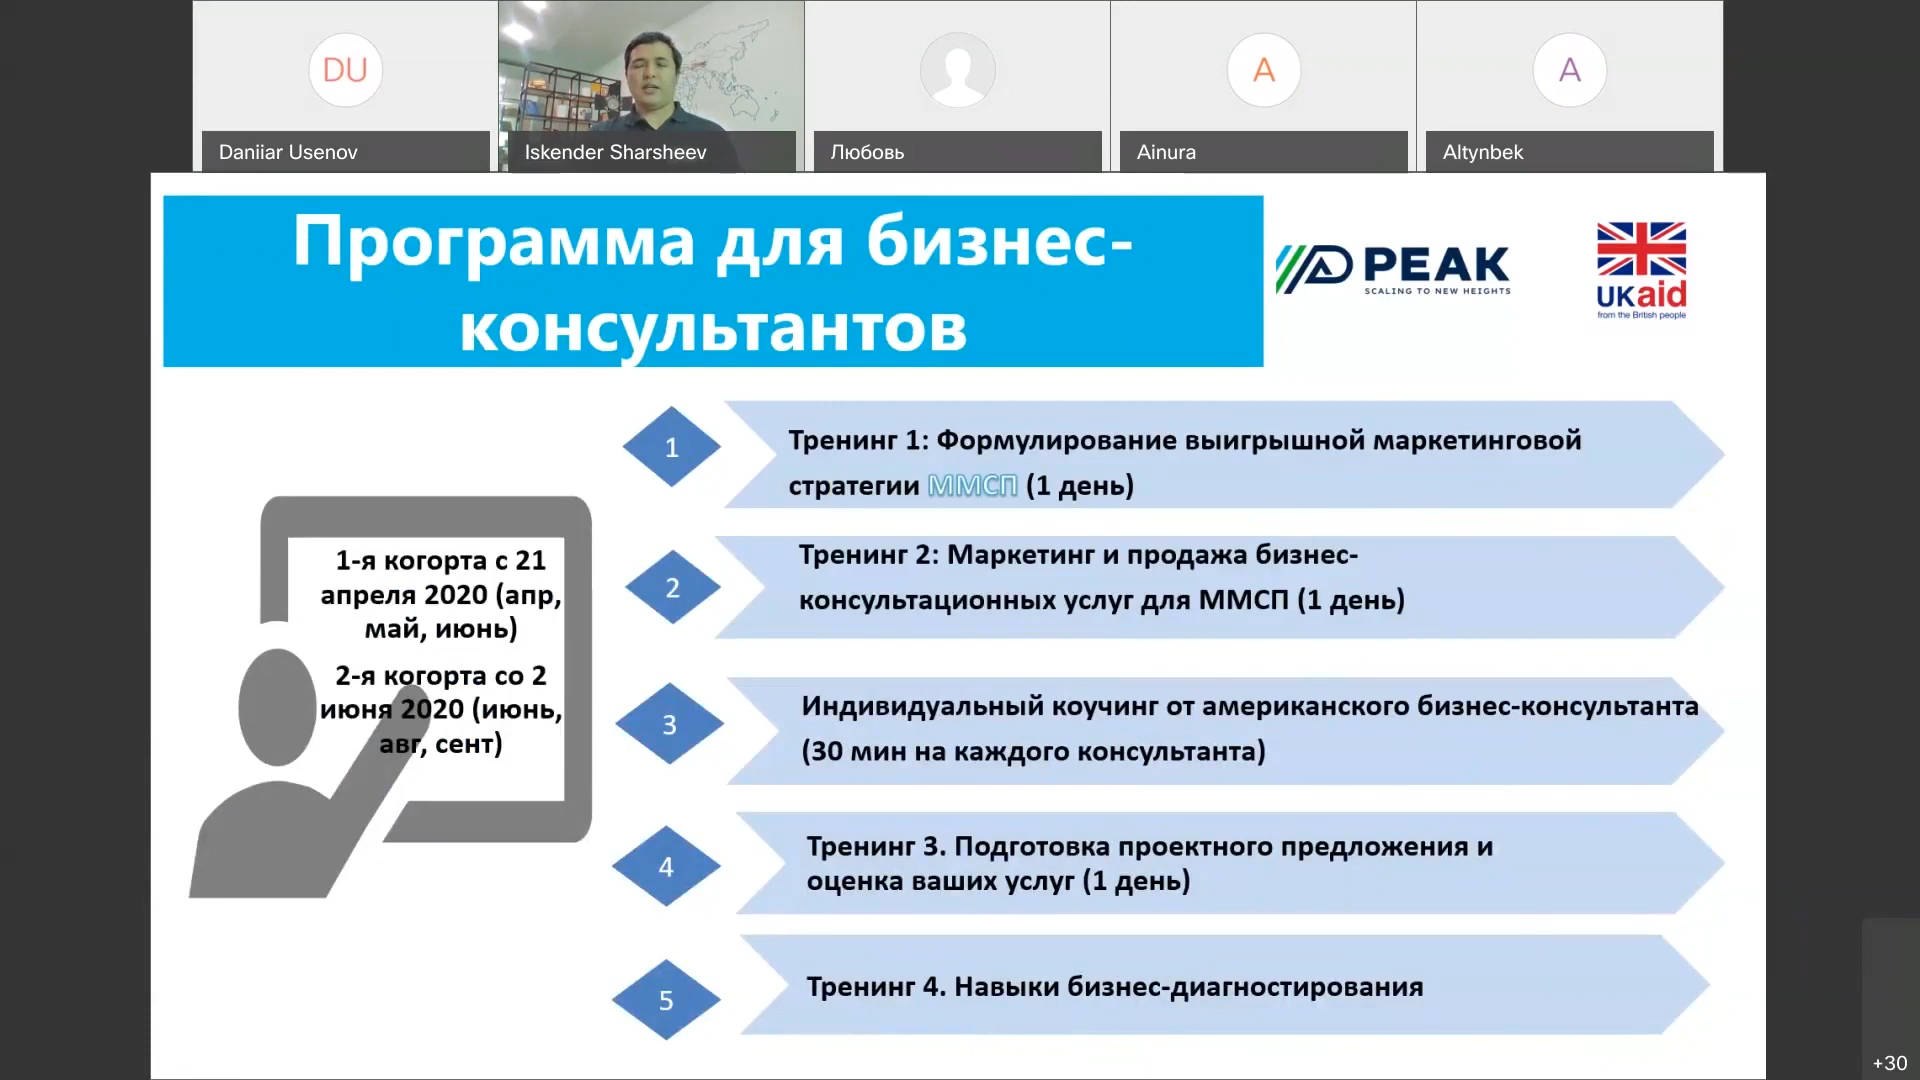 DU
A
A
Daniiar Usenov
Iskender Sharsheev
Любовь
Ainura
Altynbek
Программа для бизнес-
консультантов
PEAK
SCALING TO NEW HEIGHTS
UKaid
from the British people
1
Тренинг 1: Формулирование выигрышной маркетинговой
стратегии ММСП (1 день)
2
Тренинг 2: Маркетинг и продажа бизнес-
консультационных услуг для ММСП (1 день)
1-я когорта с 21
апреля 2020 (апр,
май, июнь)
2-я когорта со 2
июня 2020 (июнь,
авг, сент)
3
Индивидуальный коучинг от американского бизнес-консультанта
(30 мин на каждого консультанта)
4
Тренинг 3. Подготовка проектного предложения и
оценка ваших услуг (1 день)
5
Тренинг 4. Навыки бизнес-диагностирования
+30